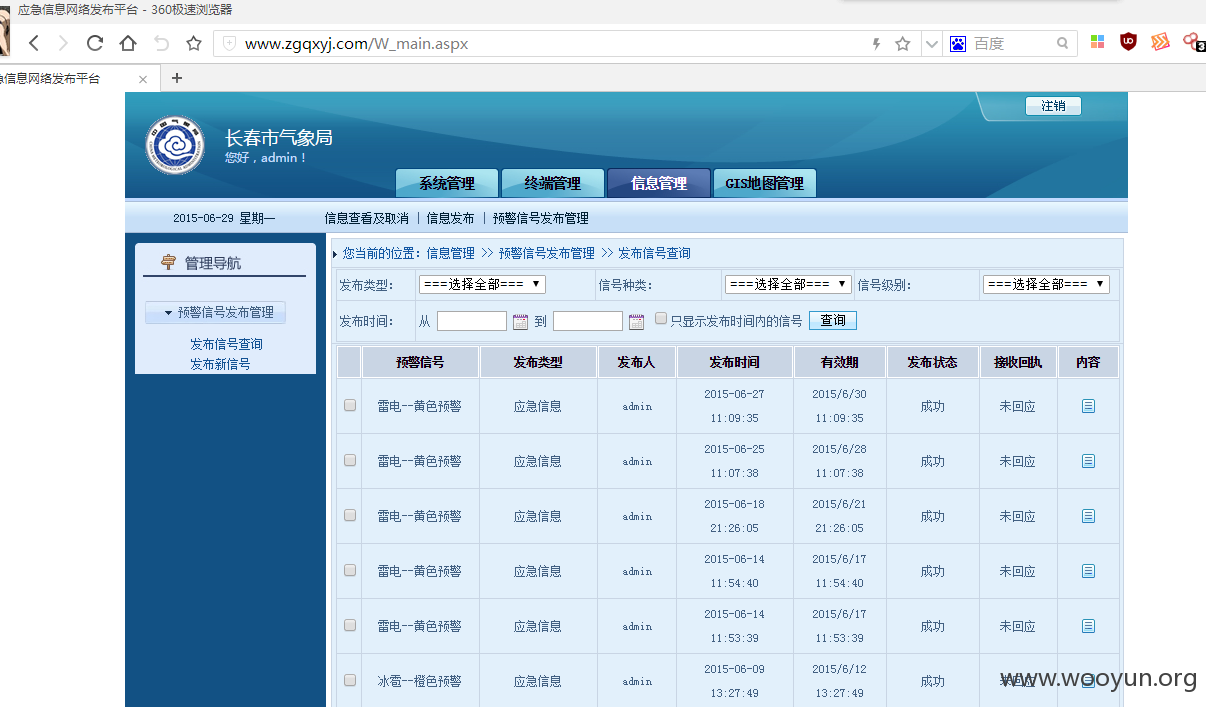 应急信息网络发布平台 - 360极速浏览器
www.zgqxyj.com/W_main.aspx
百度
3
急信息网络发布平台
注销
长春市气象局
您好，admin！
系统管理 终端管理 信息管理 GIS地图管理
2015-06-29 星期一 信息查看及取消 | 信息发布 | 预警信号发布管理
管理导航
预警信号发布管理
发布信号查询
发布新信号
您当前的位置：信息管理 >> 预警信号发布管理 >> 发布信号查询
发布类型： ===选择全部=== 信号种类： ===选择全部=== 信号级别： ===选择全部===
发布时间： 从 到 只显示发布时间内的信号 查询
预警信号 发布类型 发布人 发布时间 有效期 发布状态 接收回执 内容
雷电--黄色预警 应急信息 admin 2015-06-27 11:09:35 2015/6/30 11:09:35 成功 未回应
雷电--黄色预警 应急信息 admin 2015-06-25 11:07:38 2015/6/28 11:07:38 成功 未回应
雷电--黄色预警 应急信息 admin 2015-06-18 21:26:05 2015/6/21 21:26:05 成功 未回应
雷电--黄色预警 应急信息 admin 2015-06-14 11:54:40 2015/6/17 11:54:40 成功 未回应
雷电--黄色预警 应急信息 admin 2015-06-14 11:53:39 2015/6/17 11:53:39 成功 未回应
冰雹--橙色预警 应急信息 admin 2015-06-09 13:27:49 2015/6/12 13:27:49 成功 未回应
www.wooyun.org